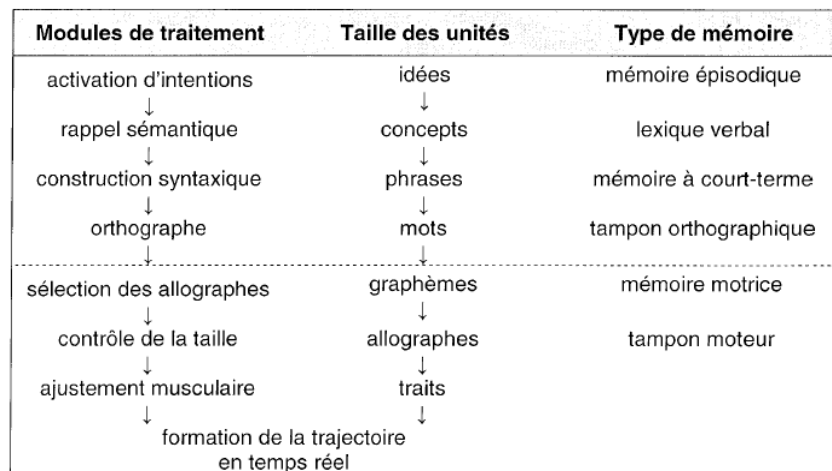 Modules de traitement Taille des unités Type de mémoire
activation d'intentions idées mémoire épisodique
↓ ↓
rappel sémantique concepts lexique verbal
↓ ↓
construction syntaxique phrases mémoire à court-terme
↓ ↓
orthographe mots tampon orthographique
↓ ↓
sélection des allographes graphèmes mémoire motrice
↓ ↓
contrôle de la taille allographes tampon moteur
↓ ↓
ajustement musculaire traits
↓ ↓
formation de la trajectoire
en temps réel